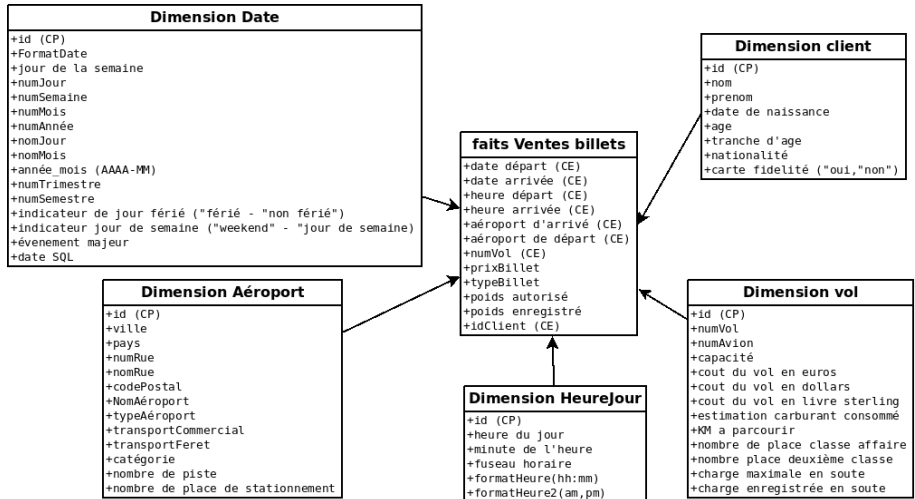 Dimension Date
+id (CP)
+FormatDate
+jour de la semaine
+numJour
+numSemaine
+numMois
+numAnnée
+nomJour
+nomMois
+année_mois (AAAA-MM)
+numTrimestre
+numSemestre
+indicateur de jour férié ("férié - "non férié")
+indicateur jour de semaine ("weekend" - "jour de semaine)
+évenement majeur
+date SQL
Dimension client
+id (CP)
+nom
+prenom
+date de naissance
+age
+tranche d'age
+nationalité
+carte fidelité ("oui,"non")
faits Ventes billets
+date départ (CE)
+date arrivée (CE)
+heure départ (CE)
+heure arrivée (CE)
+aéroport d'arrivé (CE)
+aéroport de départ (CE)
+numVol (CE)
+prixBillet
+typeBillet
+poids autorisé
+poids enregistré
+idClient (CE)
Dimension Aéroport
+id (CP)
+ville
+pays
+numRue
+nomRue
+codePostal
+NomAéroport
+typeAéroport
+transportCommercial
+transportFeret
+catégorie
+nombre de piste
+nombre de place de stationnement
Dimension HeureJour
+id (CP)
+heure du jour
+minute de l'heure
+fuseau horaire
+formatHeure(hh:mm)
+formatHeure2(am,pm)
Dimension vol
+id (CP)
+numVol
+numAvion
+capacité
+cout du vol en euros
+cout du vol en dollars
+cout du vol en livre sterling
+estimation carburant consommé
+KM a parcourir
+nombre de place classe affaire
+nombre place deuxième classe
+charge maximale en soute
+charge enregistrée en soute